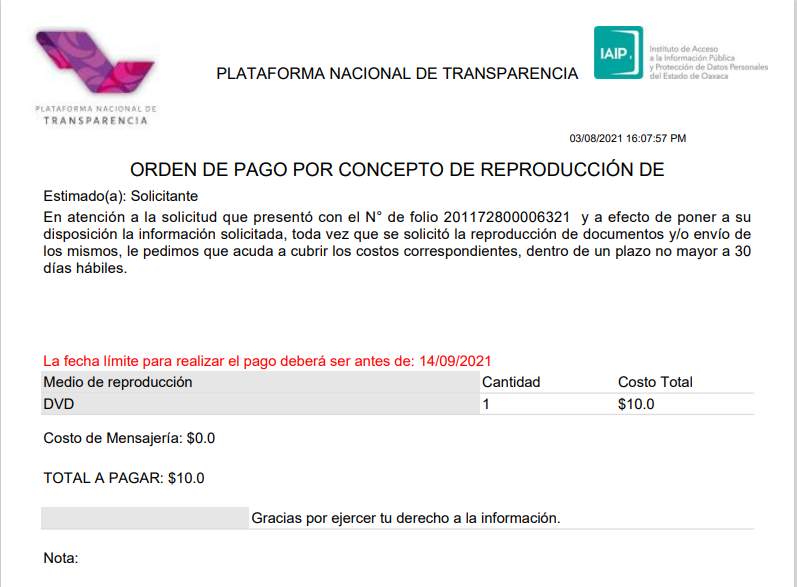 PLATAFORMA NACIONAL DE
TRANSPARENCIA
PLATAFORMA NACIONAL DE TRANSPARENCIA
IAIP
Instituto de Acceso
a la Información Pública
y Protección de Datos Personales
del Estado de Oaxaca
03/08/2021 16:07:57 PM
ORDEN DE PAGO POR CONCEPTO DE REPRODUCCIÓN DE
Estimado(a): Solicitante
En atención a la solicitud que presentó con el N° de folio 201172800006321 y a efecto de poner a su
disposición la información solicitada, toda vez que se solicitó la reproducción de documentos y/o envío de
los mismos, le pedimos que acuda a cubrir los costos correspondientes, dentro de un plazo no mayor a 30
días hábiles.
La fecha límite para realizar el pago deberá ser antes de: 14/09/2021
Medio de reproducción Cantidad Costo Total
DVD 1 $10.0
Costo de Mensajería: $0.0
TOTAL A PAGAR: $10.0
Gracias por ejercer tu derecho a la información.
Nota: